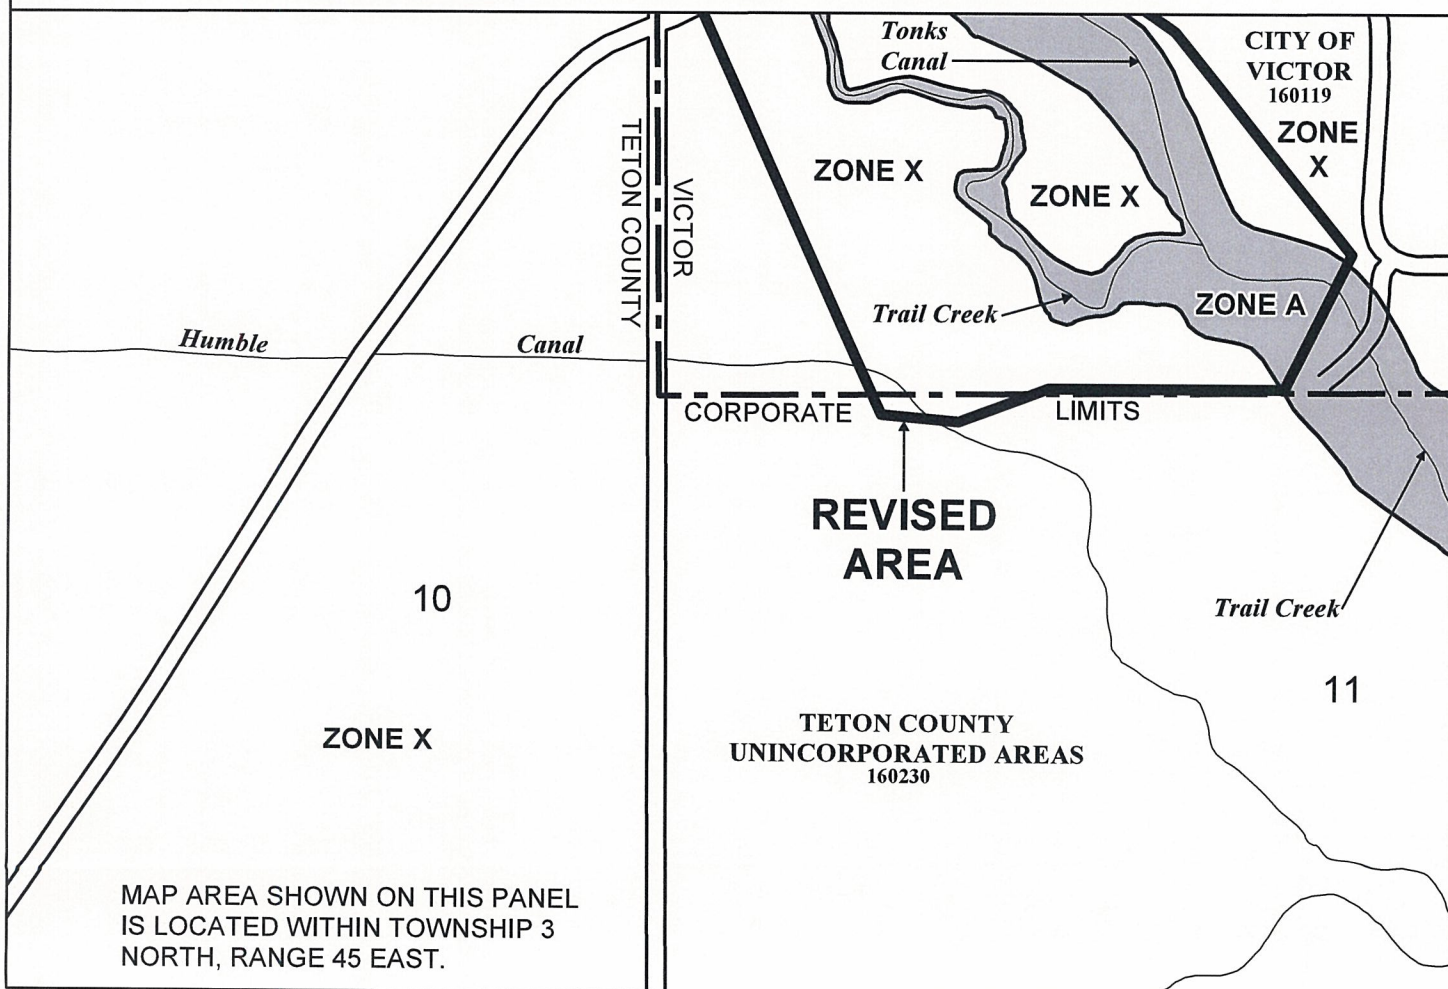 Tonks
Canal
CITY OF
VICTOR
160119
ZONE
X
TETON COUNTY
VICTOR
ZONE X
ZONE X
ZONE A
Trail Creek
Humble
Canal
CORPORATE
LIMITS
REVISED
AREA
10
Trail Creek
11
ZONE X
TETON COUNTY
UNINCORPORATED AREAS
160230
MAP AREA SHOWN ON THIS PANEL
IS LOCATED WITHIN TOWNSHIP 3
NORTH, RANGE 45 EAST.